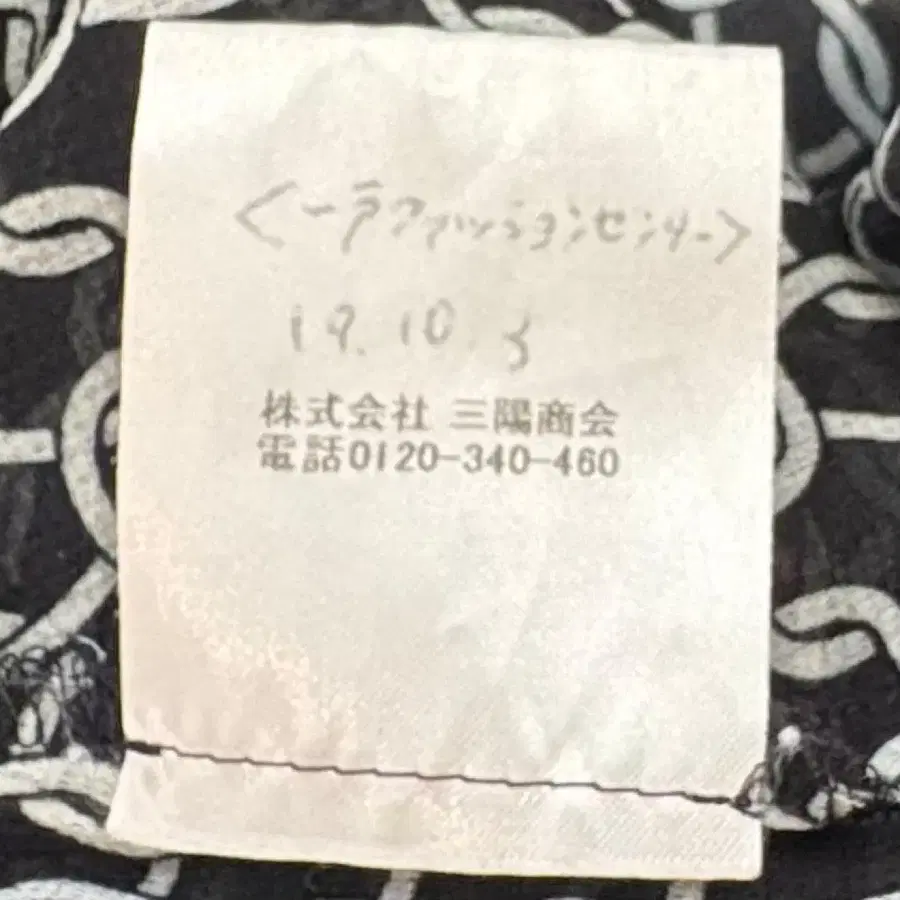 <ーラファッションセンター>
19.10.3
株式会社 三陽商会
電話0120-340-460